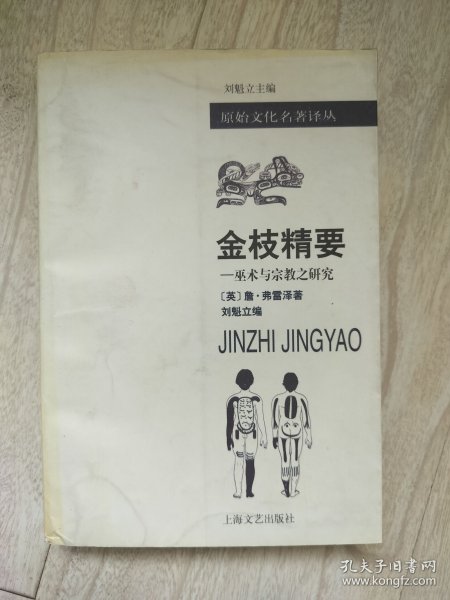 刘魁立主编
原始文化名著译丛
金枝精要
—巫术与宗教之研究
〔英〕詹·弗雷泽著
刘魁立编
JINZHI JINGYAO
上海文艺出版社
孔夫子旧书网
www.kongfz.com